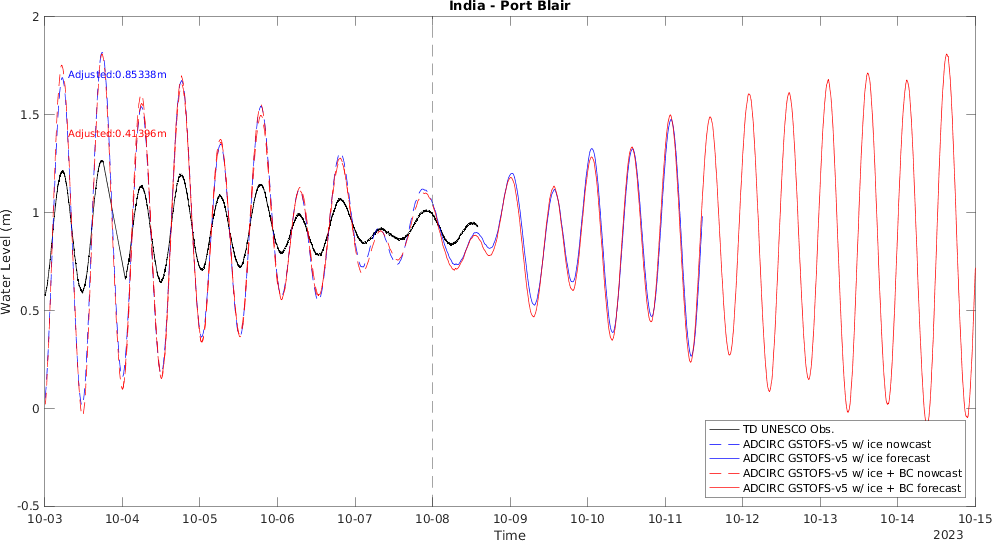 India - Port Blair
2
1.5
1
0.5
0
-0.5
Water Level (m)
Adjusted:0.85338m
Adjusted:0.41396m
TD UNESCO Obs.
ADCIRC GSTOFS-v5 w/ ice nowcast
ADCIRC GSTOFS-v5 w/ ice forecast
ADCIRC GSTOFS-v5 w/ ice + BC nowcast
ADCIRC GSTOFS-v5 w/ ice + BC forecast
10-03 10-04 10-05 10-06 10-07 10-08 10-09 10-10 10-11 10-12 10-13 10-14 10-15
Time
2023